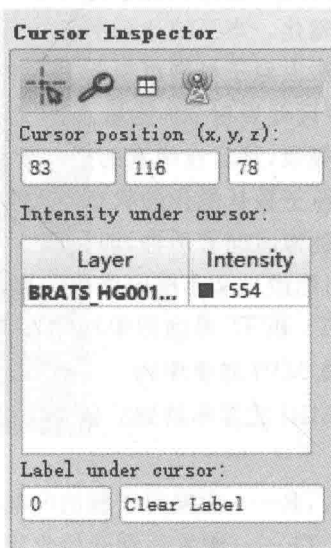 Cursor Inspector
Cursor position (x,y,z):
83 116 78
Intensity under cursor:
Layer Intensity
BRATS_HG001... 554
Label under cursor:
0 Clear Label